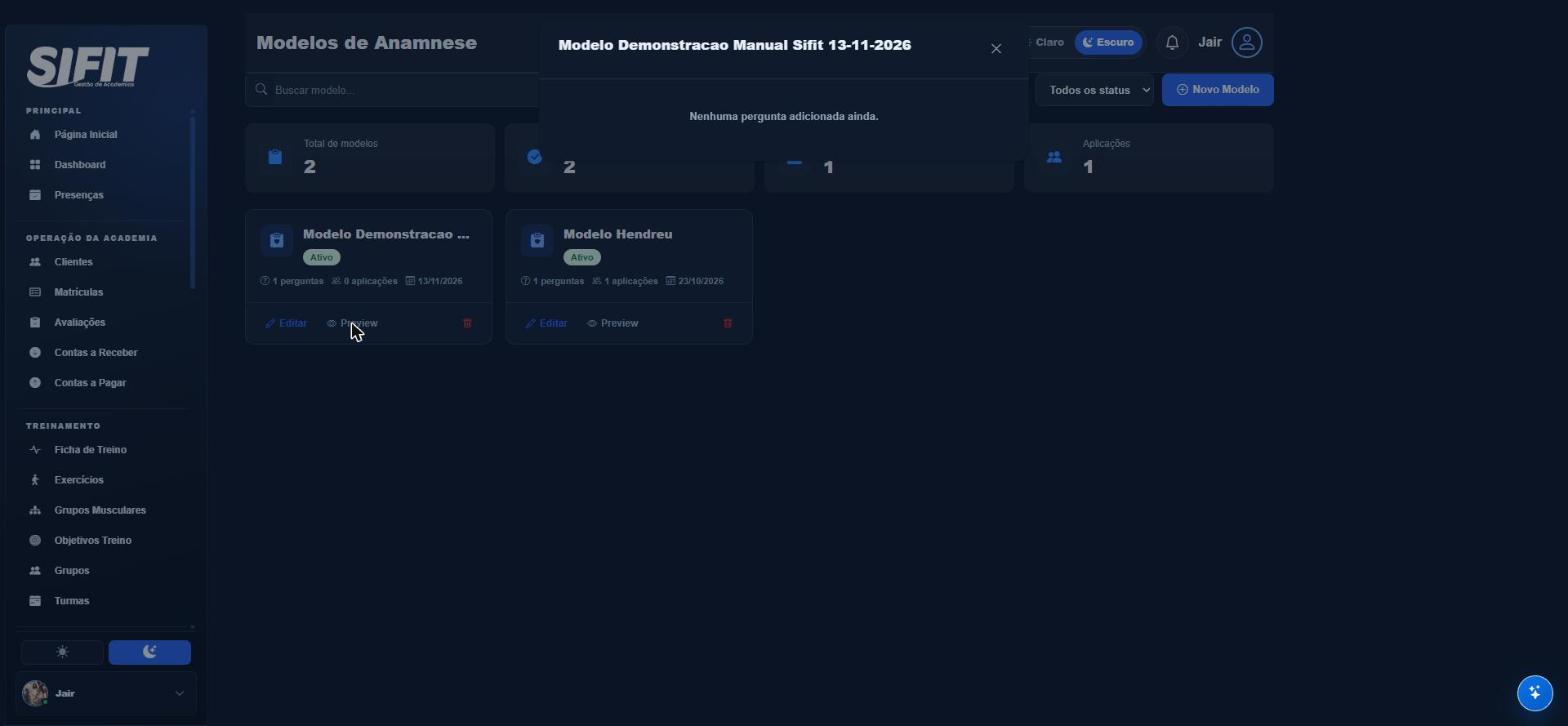 SIFIT
Gestão de Academias
PRINCIPAL
Página Inicial
Dashboard
Presenças
OPERAÇÃO DA ACADEMIA
Clientes
Matrículas
Avaliações
Contas a Receber
Contas a Pagar
TREINAMENTO
Ficha de Treino
Exercícios
Grupos Musculares
Objetivos Treino
Grupos
Turmas
Jair
Modelos de Anamnese
Claro
Escuro
Jair
Buscar modelo...
Todos os status
Novo Modelo
Modelo Demonstracao Manual Sifit 13-11-2026
Nenhuma pergunta adicionada ainda.
Total de modelos
2
2
1
Aplicações
1
Modelo Demonstracao ...
Ativo
1 perguntas 0 aplicações 13/11/2026
Editar Preview
Modelo Hendreu
Ativo
1 perguntas 1 aplicações 23/10/2026
Editar Preview